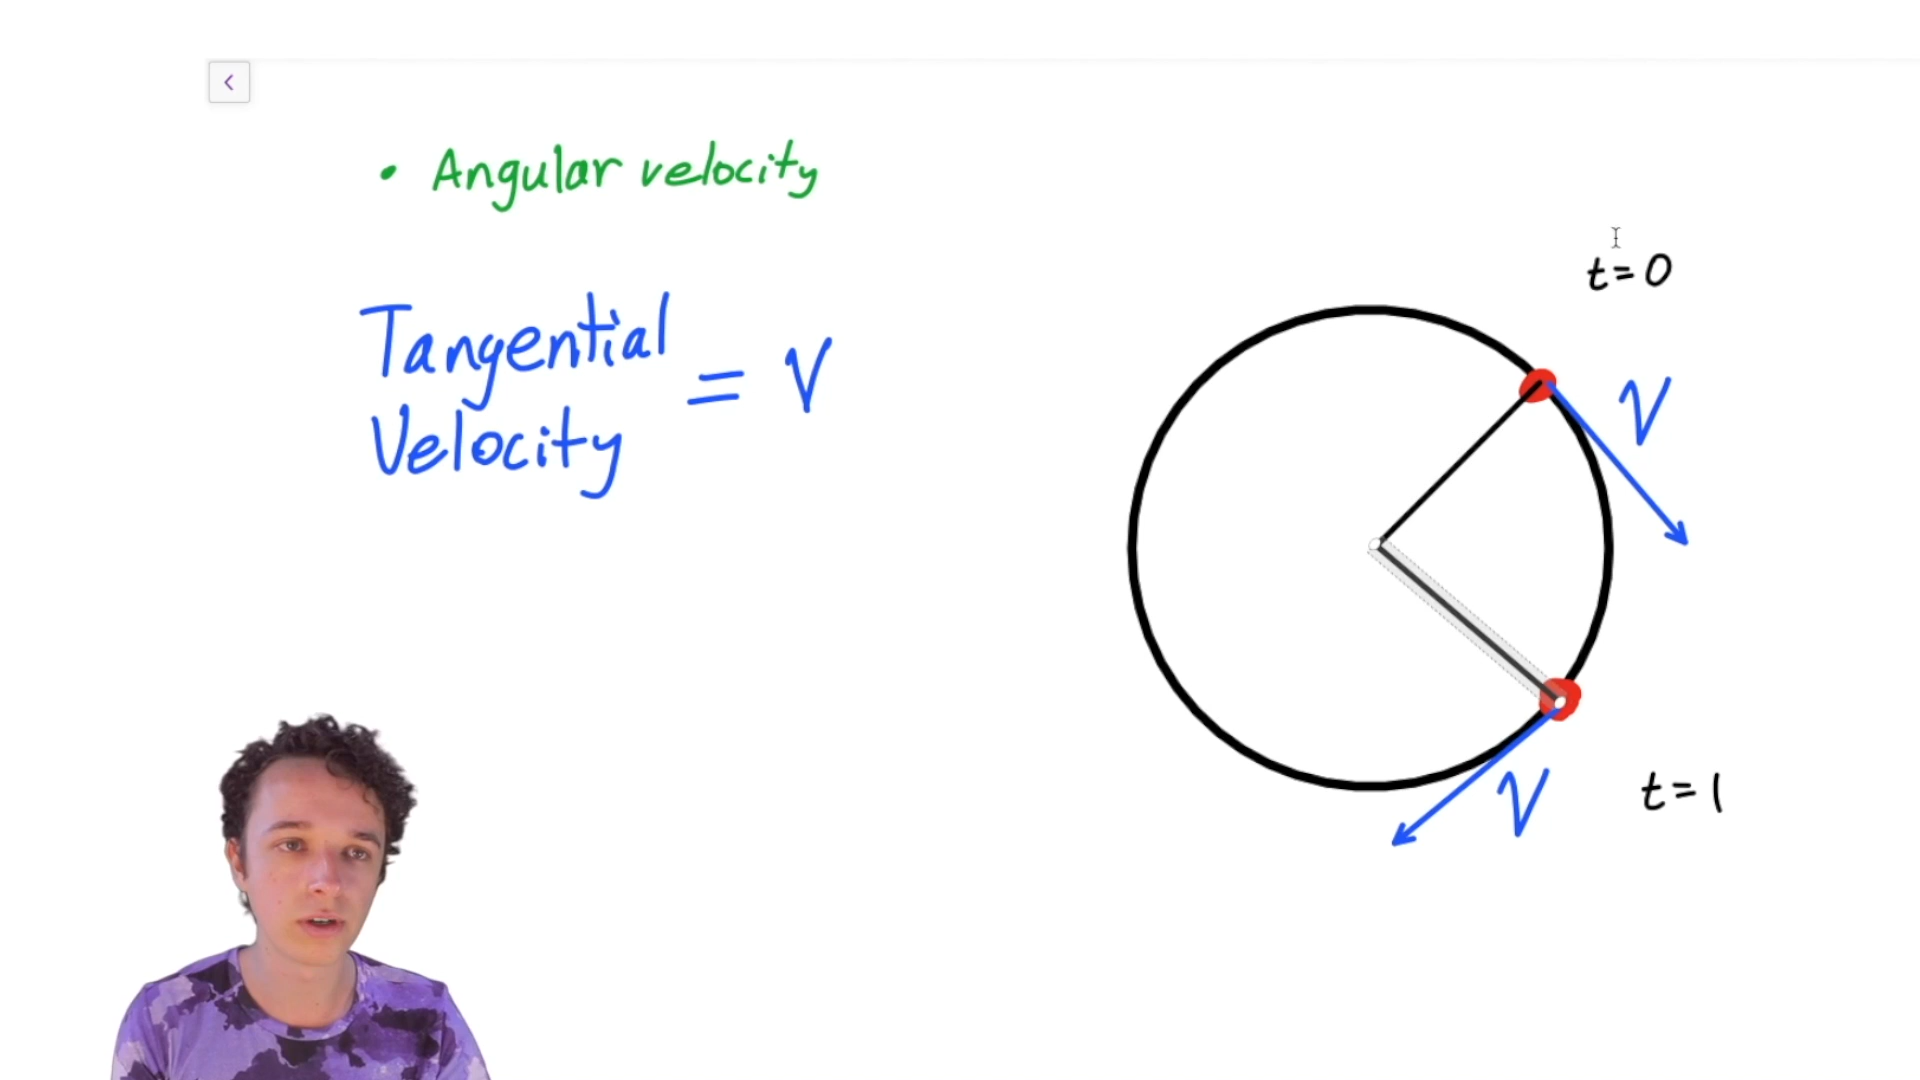 • Angular velocity
Tangential
Velocity = V
t=0
V
V
t=1